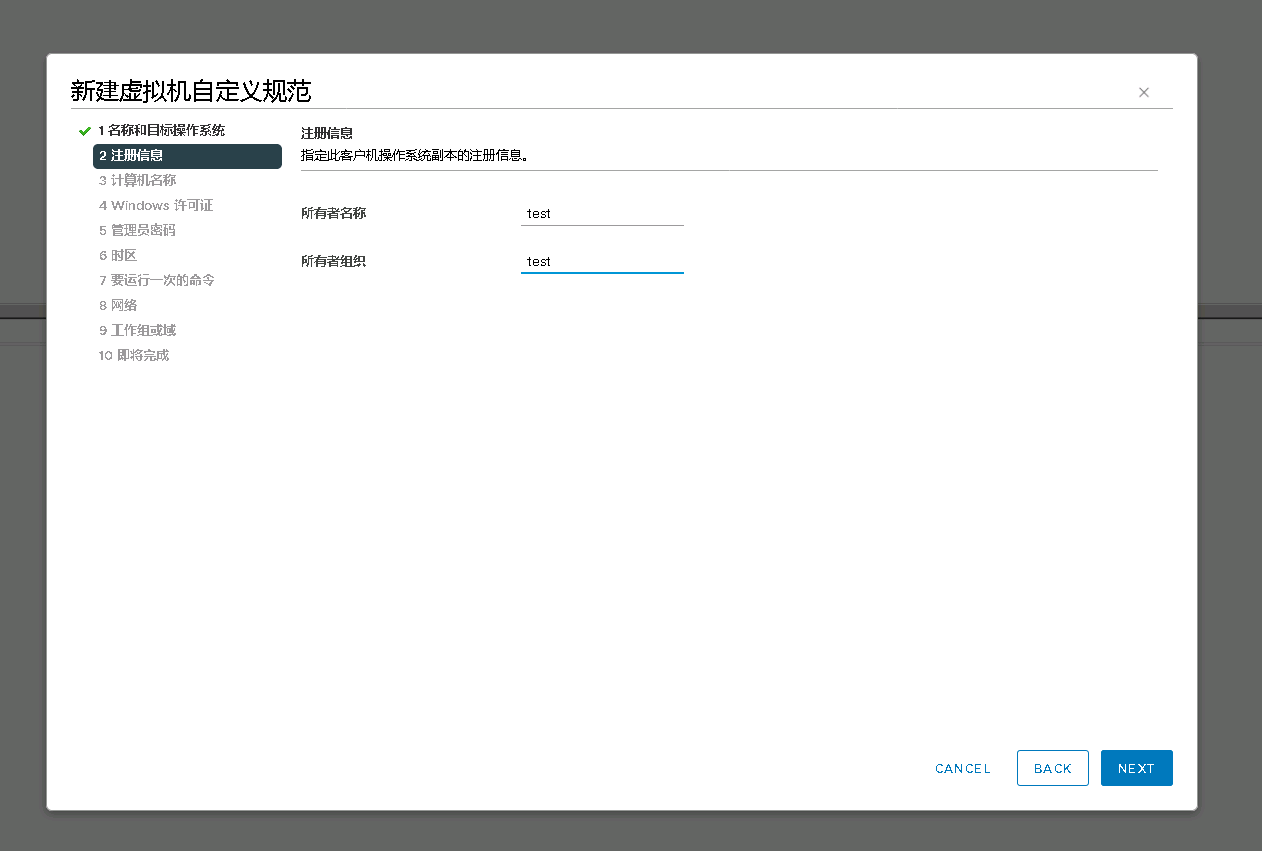 新建虚拟机自定义规范
1 名称和目标操作系统
2 注册信息
3 计算机名称
4 Windows 许可证
5 管理员密码
6 时区
7 要运行一次的命令
8 网络
9 工作组或域
10 即将完成
注册信息
指定此客户机操作系统副本的注册信息。
所有者名称 test
所有者组织 test
CANCEL BACK NEXT